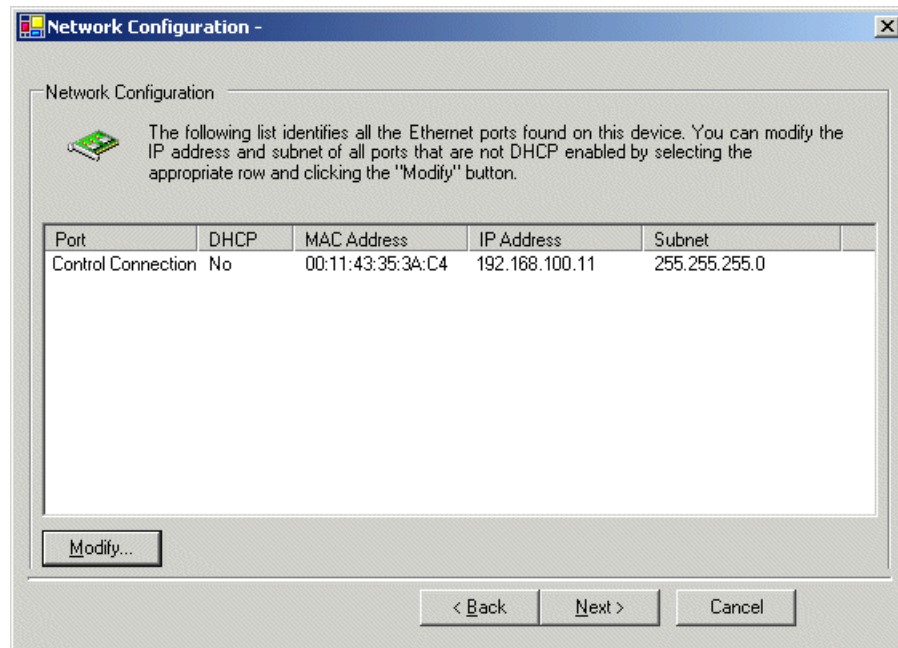 Network Configuration -
Network Configuration
The following list identifies all the Ethernet ports found on this device. You can modify the
IP address and subnet of all ports that are not DHCP enabled by selecting the
appropriate row and clicking the "Modify" button.
Port DHCP MAC Address IP Address Subnet
Control Connection No 00:11:43:35:3A:C4 192.168.100.11 255.255.255.0
Modify...
< Back Next > Cancel